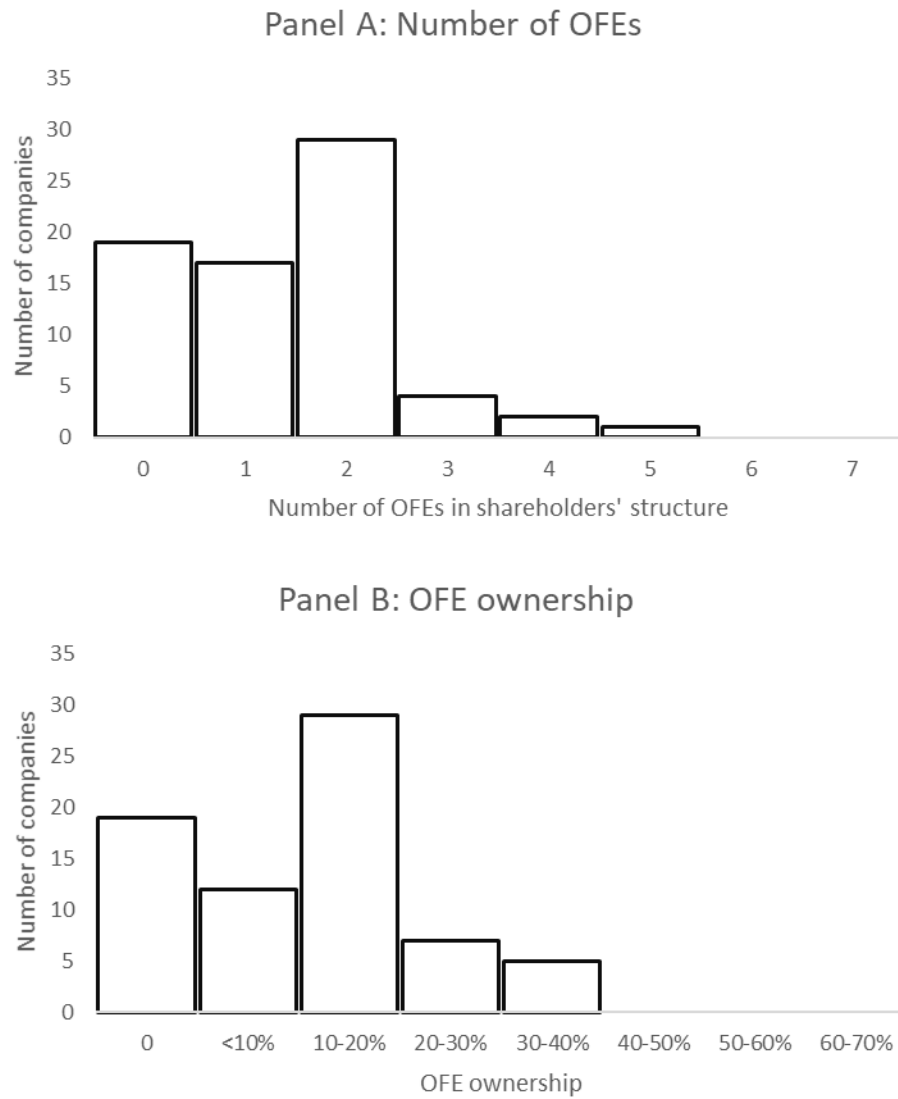 Panel A: Number of OFEs
35
30
25
20
15
10
5
0
Number of companies
0 1 2 3 4 5 6 7
Number of OFEs in shareholders' structure
Panel B: OFE ownership
35
30
25
20
15
10
5
0
Number of companies
0 <10% 10-20% 20-30% 30-40% 40-50% 50-60% 60-70%
OFE ownership